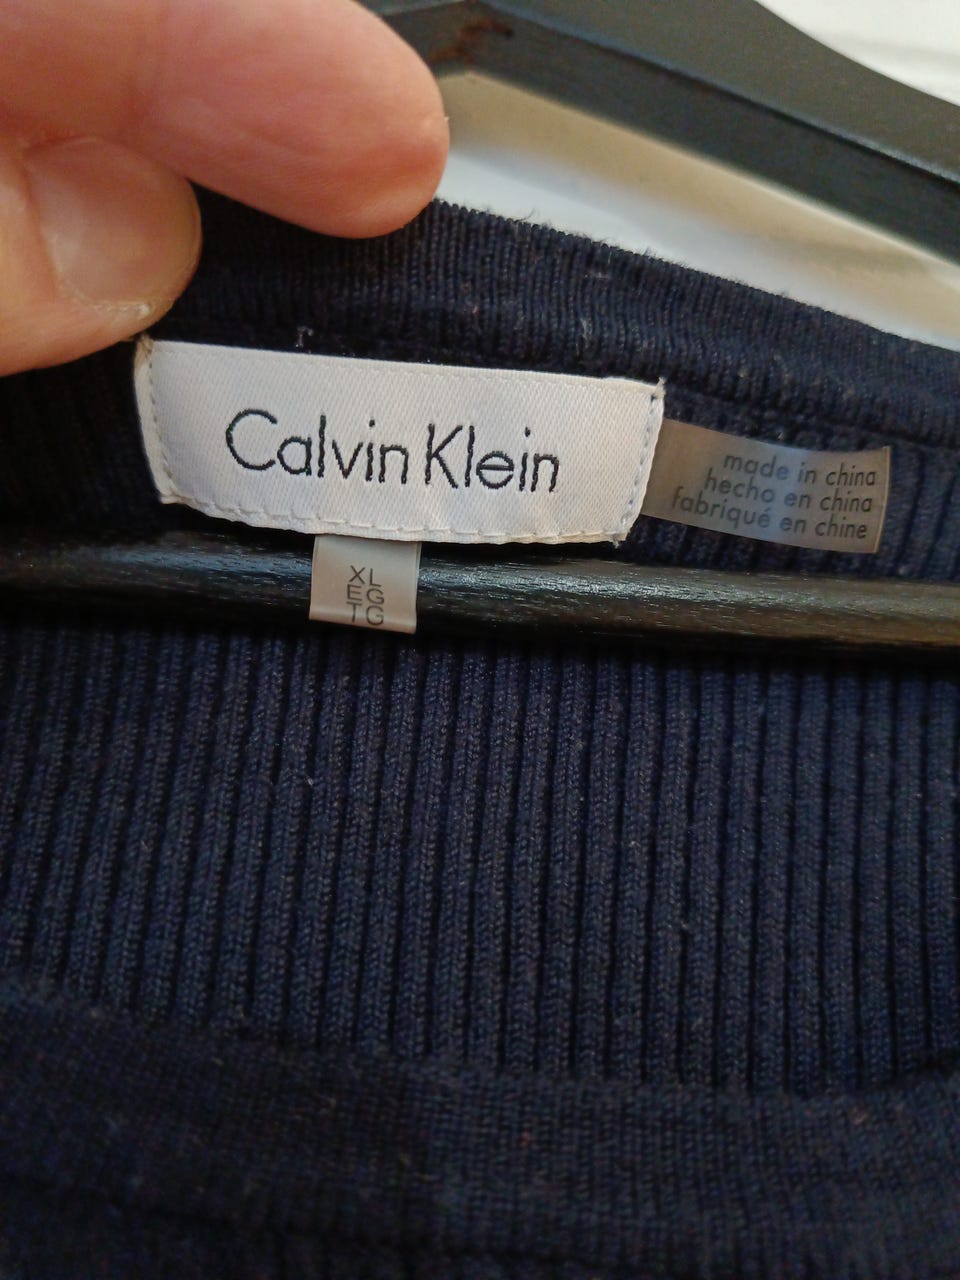 Calvin Klein
made in china
hecho en china
fabriqué en chine
XL
EG
TG